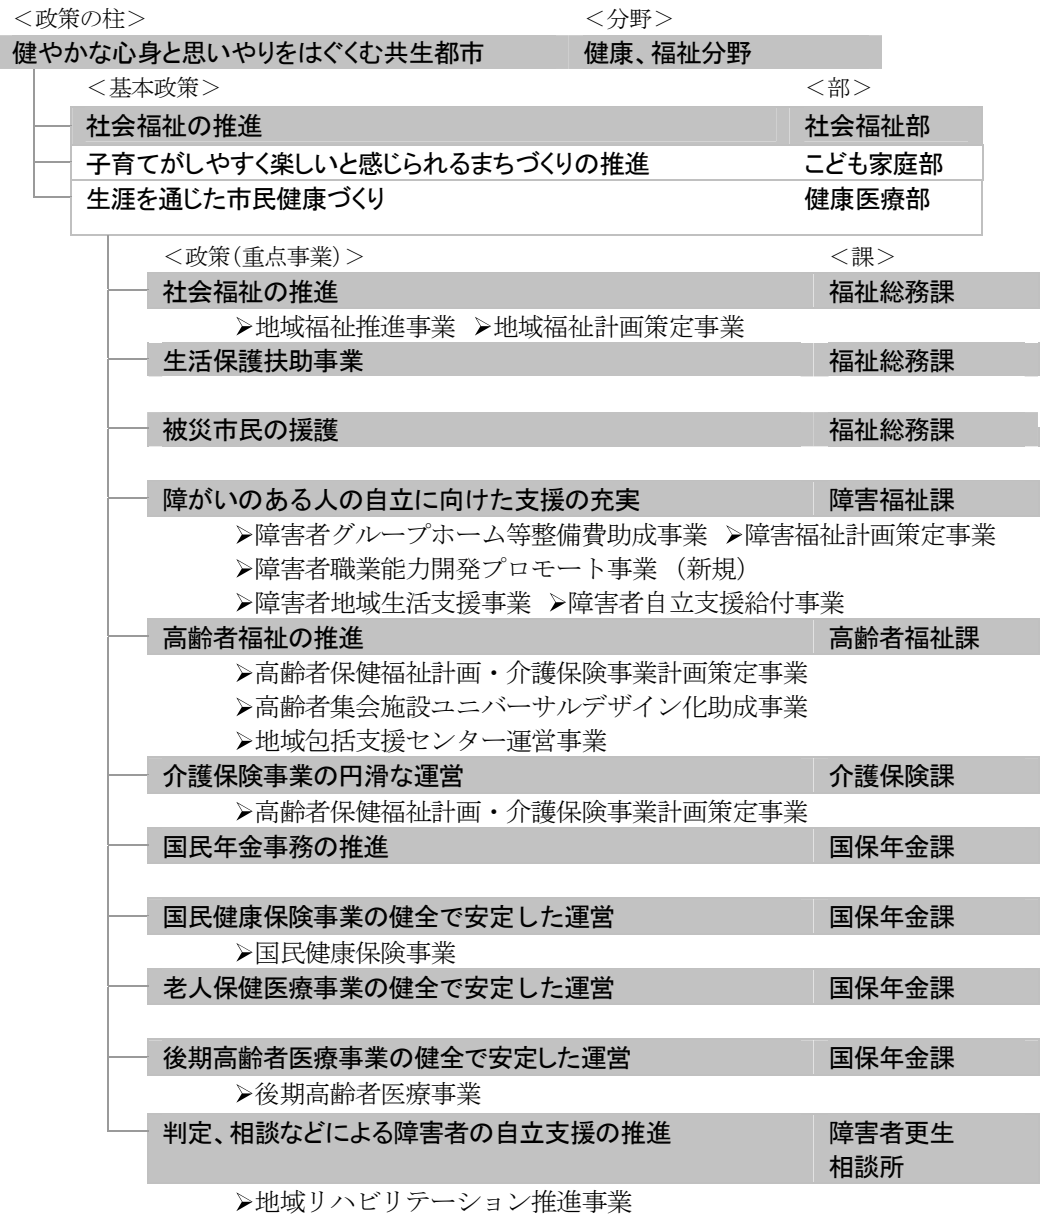 ＜政策の柱＞ ＜分野＞
健やかな心身と思いやりをはぐくむ共生都市 健康、福祉分野
＜基本政策＞ ＜部＞
社会福祉の推進 社会福祉部
子育てがしやすく楽しいと感じられるまちづくりの推進 こども家庭部
生涯を通じた市民健康づくり 健康医療部
＜政策（重点事業）＞ ＜課＞
社会福祉の推進 福祉総務課
➢地域福祉推進事業 ➢地域福祉計画策定事業
生活保護扶助事業 福祉総務課
被災市民の援護 福祉総務課
障がいのある人の自立に向けた支援の充実 障害福祉課
➢障害者グループホーム等整備費助成事業 ➢障害福祉計画策定事業
➢障害者職業能力開発プロモート事業 （新規）
➢障害者地域生活支援事業 ➢障害者自立支援給付事業
高齢者福祉の推進 高齢者福祉課
➢高齢者保健福祉計画・介護保険事業計画策定事業
➢高齢者集会施設ユニバーサルデザイン化助成事業
➢地域包括支援センター運営事業
介護保険事業の円滑な運営 介護保険課
➢高齢者保健福祉計画・介護保険事業計画策定事業
国民年金事務の推進 国保年金課
国民健康保険事業の健全で安定した運営 国保年金課
➢国民健康保険事業
老人保健医療事業の健全で安定した運営 国保年金課
後期高齢者医療事業の健全で安定した運営 国保年金課
➢後期高齢者医療事業
判定、相談などによる障害者の自立支援の推進 障害者更生
相談所
➢地域リハビリテーション推進事業